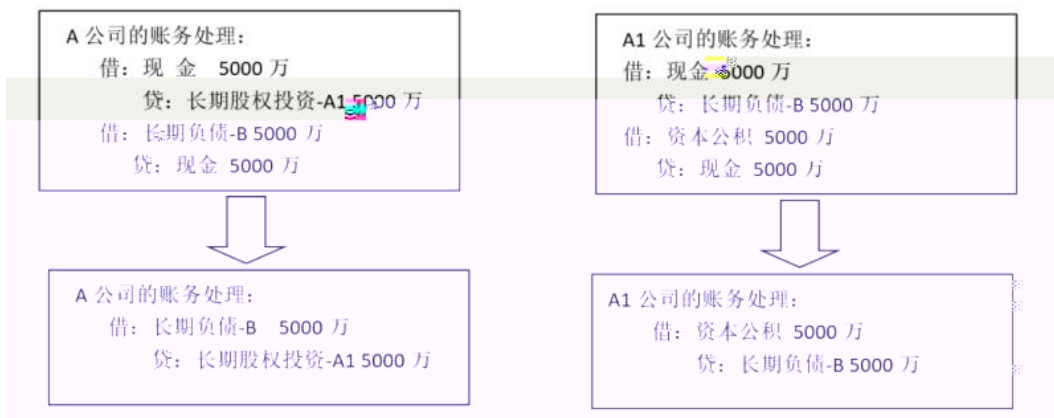 A 公司的账务处理：
借：现 金 5000 万
贷：长期股权投资-A1 5000 万
借：长期负债-B 5000 万
贷：现金 5000 万
A1 公司的账务处理：
借：现金 5000 万
贷：长期负债-B 5000 万
借：资本公积 5000 万
贷：现金 5000 万
A 公司的账务处理：
借：长期负债-B 5000 万
贷：长期股权投资-A1 5000 万
A1 公司的账务处理：
借：资本公积 5000 万
贷：长期负债-B 5000 万